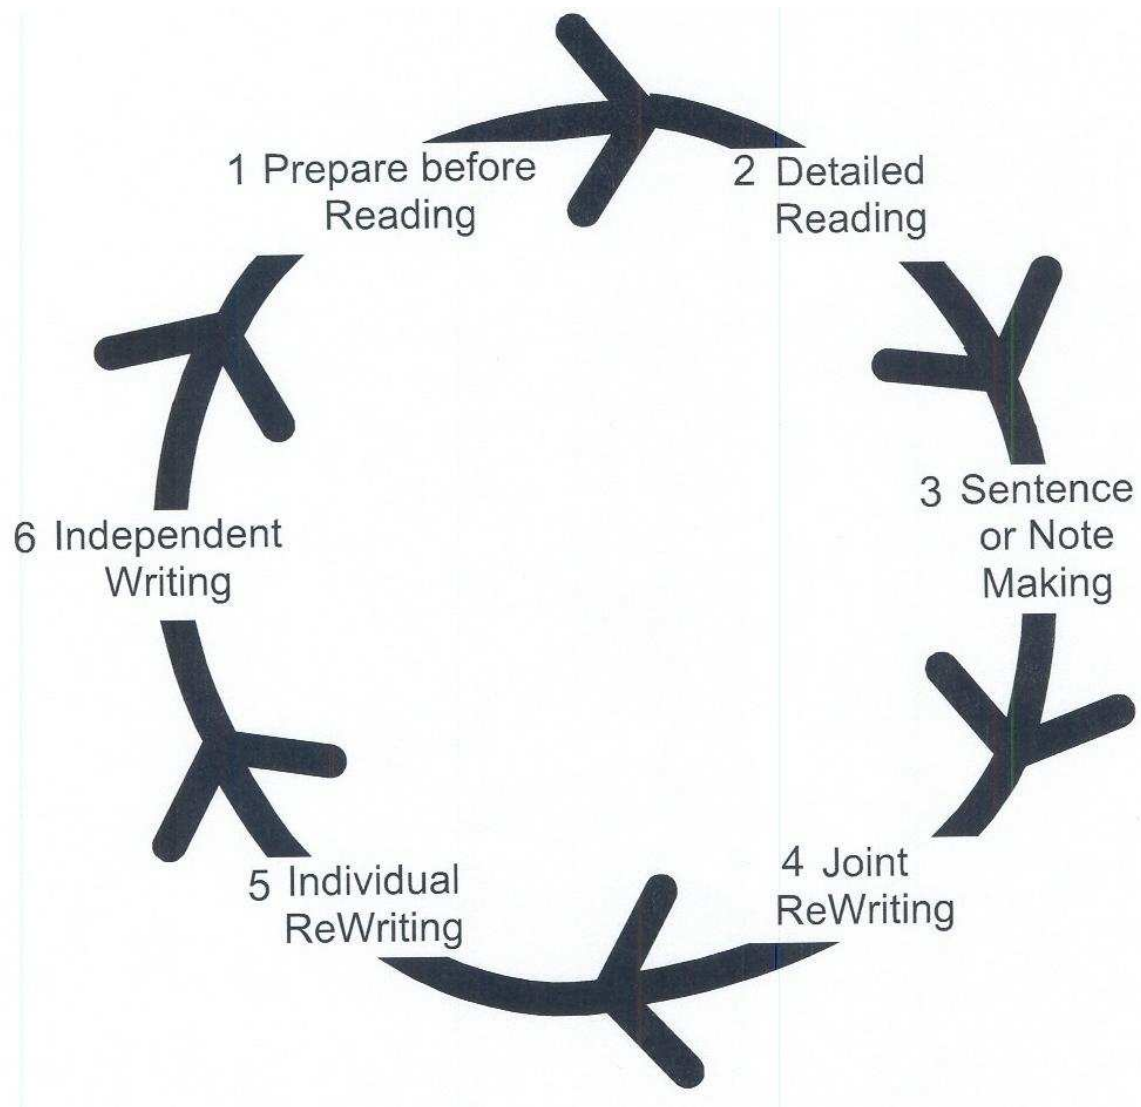 1 Prepare before
Reading
2 Detailed
Reading
3 Sentence
or Note
Making
4 Joint
ReWriting
5 Individual
ReWriting
6 Independent
Writing